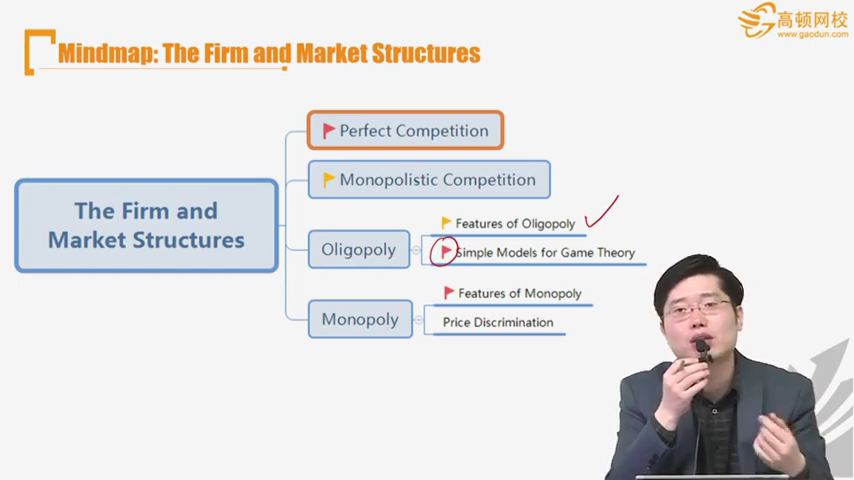 高顿网校
www.gaodun.com
Mindmap: The Firm and Market Structures
Perfect Competition
Monopolistic Competition
The Firm and
Market Structures
Features of Oligopoly
Oligopoly
Simple Models for Game Theory
Features of Monopoly
Monopoly
Price Discrimination